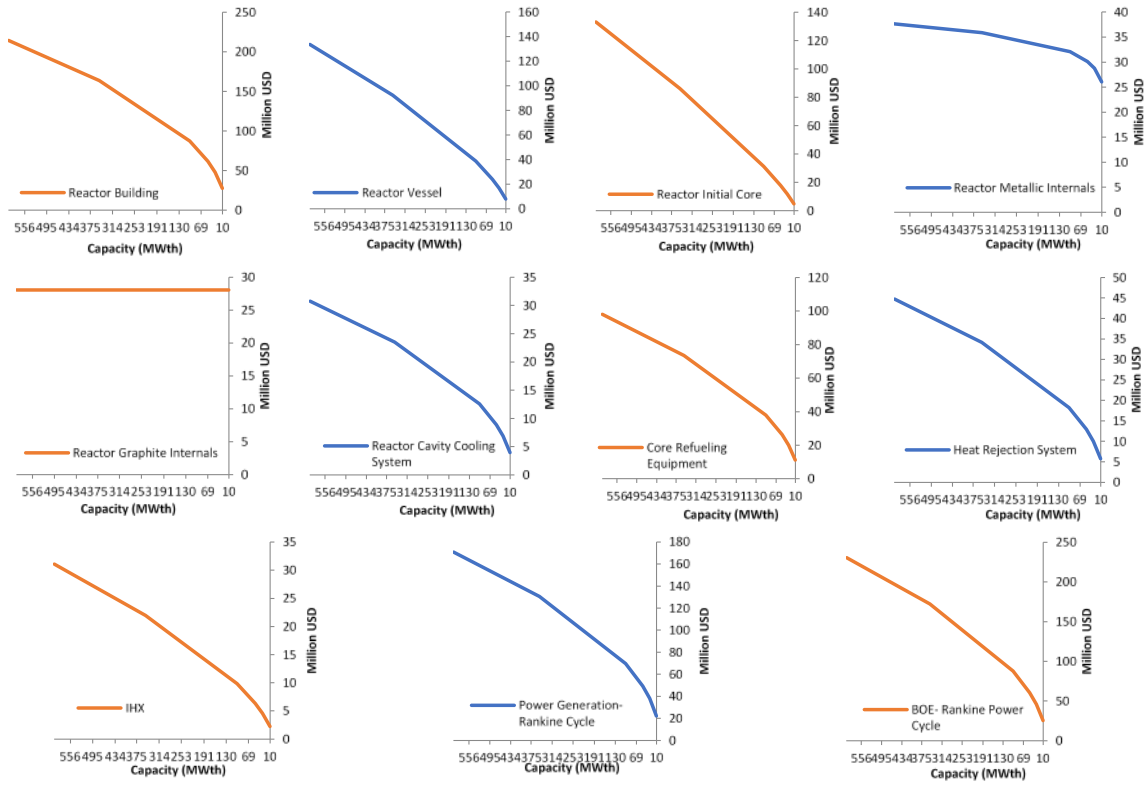 250
200
150
100
50
0
Million USD
Reactor Building
556495434375314253191130 69 10
Capacity (MWth)
160
140
120
100
80
60
40
20
0
Million USD
Reactor Vessel
556495434375314253191130 69 10
Capacity (MWth)
140
120
100
80
60
40
20
0
Million USD
Reactor Initial Core
556495434375314253191130 69 10
Capacity (MWth)
40
35
30
25
20
15
10
5
0
Million USD
Reactor Metallic Internals
556495434375314253191130 69 10
Capacity (MWth)
30
25
20
15
10
5
0
Million USD
Reactor Graphite Internals
556495434375314253191130 69 10
Capacity (MWth)
35
30
25
20
15
10
5
0
Million USD
Reactor Cavity Cooling
System
556495434375314253191130 69 10
Capacity (MWth)
120
100
80
60
40
20
0
Million USD
Core Refueling
Equipment
556495434375314253191130 69 10
Capacity (MWth)
50
45
40
35
30
25
20
15
10
5
0
Million USD
Heat Rejection System
556495434375314253191130 69 10
Capacity (MWth)
35
30
25
20
15
10
5
0
Million USD
IHX
556495434375314253191130 69 10
Capacity (MWth)
180
160
140
120
100
80
60
40
20
0
Million USD
Power Generation-
Rankine Cycle
556495434375314253191130 69 10
Capacity (MWth)
250
200
150
100
50
0
Million USD
BOE- Rankine Power
Cycle
556495434375314253191130 69 10
Capacity (MWth)